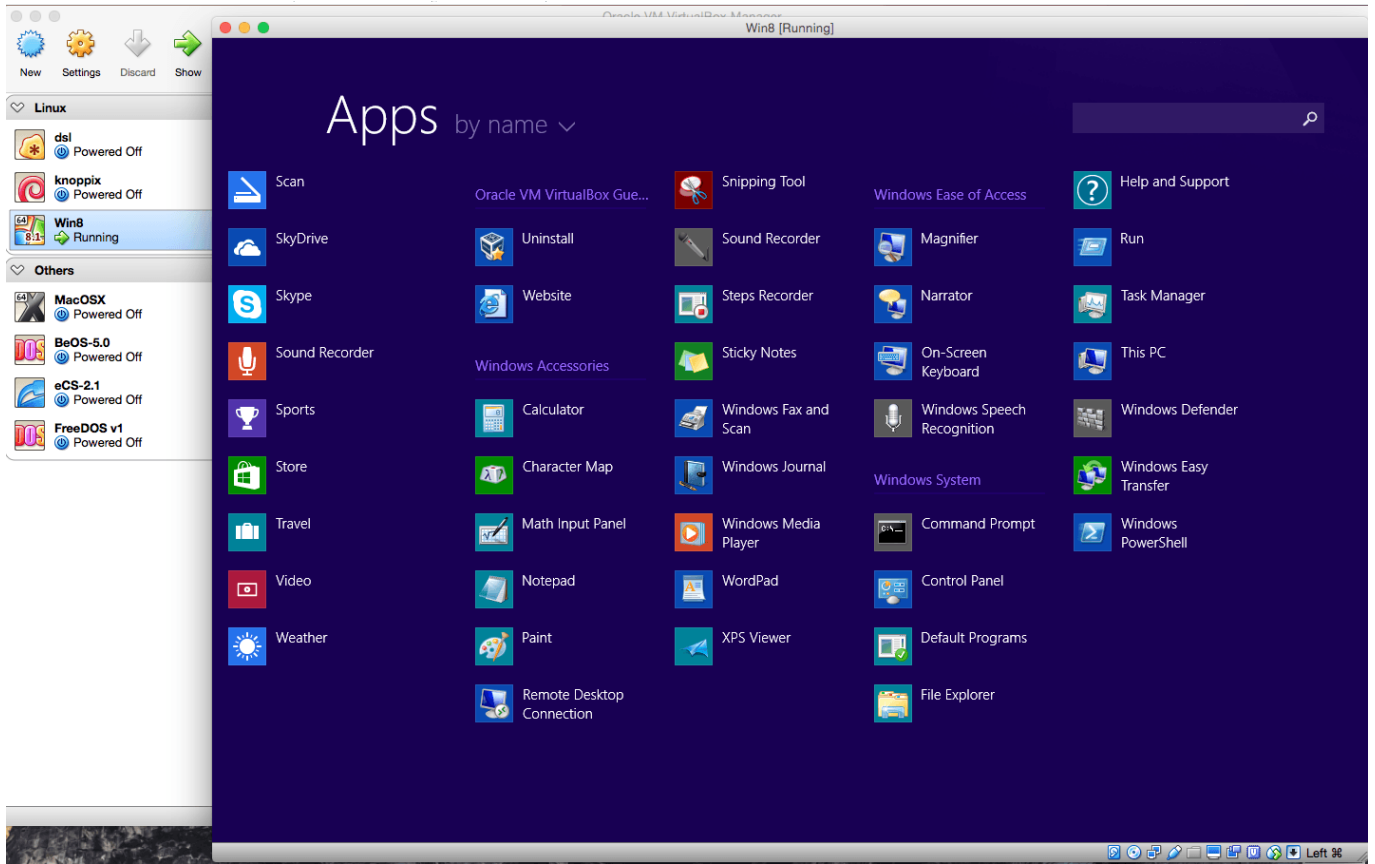 Oracle VM VirtualBox Manager
New Settings Discard Show
Linux
dsl
Powered Off
knoppix
Powered Off
64
8.1
Win8
Running
Others
64
MacOSX
Powered Off
DOS
BeOS-5.0
Powered Off
eCS-2.1
Powered Off
DOS
FreeDOS v1
Powered Off
Win8 [Running]
Apps by name
Scan
SkyDrive
Skype
Sound Recorder
Sports
Store
Travel
Video
Weather
Oracle VM VirtualBox Gue...
Uninstall
Website
Windows Accessories
Calculator
Character Map
Math Input Panel
Notepad
Paint
Remote Desktop
Connection
Snipping Tool
Sound Recorder
Steps Recorder
Sticky Notes
Windows Fax and
Scan
Windows Journal
Windows Media
Player
WordPad
XPS Viewer
Windows Ease of Access
Magnifier
Narrator
On-Screen
Keyboard
Windows Speech
Recognition
Windows System
Command Prompt
Control Panel
Default Programs
File Explorer
Help and Support
Run
Task Manager
This PC
Windows Defender
Windows Easy
Transfer
Windows
PowerShell
Left ⌘